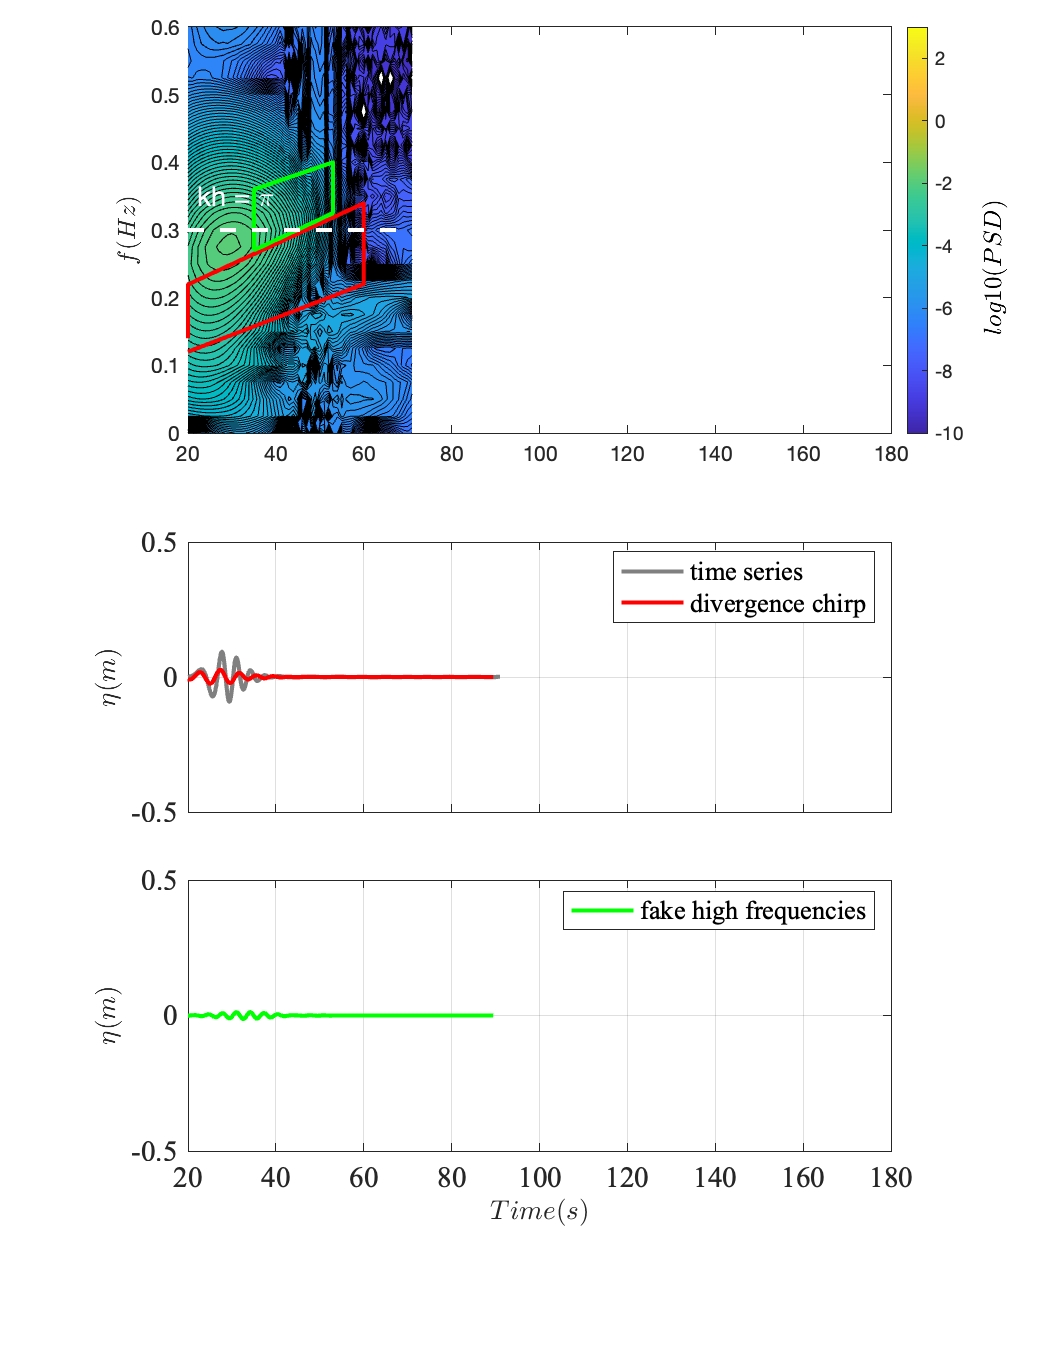 0.6
0.5
0.4
0.3
0.2
0.1
0
f(Hz)
kh = π
20 40 60 80 100 120 140 160 180
2
0
-2
-4
-6
-8
-10
log10(PSD)
0.5
0
-0.5
η(m)
time series
divergence chirp
0.5
0
-0.5
η(m)
fake high frequencies
20 40 60 80 100 120 140 160 180
Time(s)